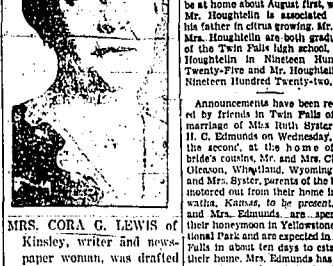 MRS. CORA G. LEWIS of
Kinsley, writer and news-
paper woman, was drafted
be at home about August first, w
Mr. Houghtelin is associated
his father in citrus growing. Mr.
Mrs. Houghtelin are both gradu
of the Twin Falls high school,
Houghtelin in Nineteen Hun
Twenty-Five and Mr. Houghtel
Nineteen Hundred Twenty-two.
Announcements have been re
ed by friends in Twin Falls of
marriage of Miss Ruth Syster
H. C. Edmunds on Wednesday,
the second, at the home of
bride's cousins, Mr. and Mrs. C
Gleason, Wheatland, Wyoming
and Mrs. Syster, parents of the b
motored out from their home i
watha, Kansas, to be present.
and Mrs. Edmunds are spe
their honeymoon in Yellowstone
tional Park and are expected in
Falls in about ten days to esta
their home. Mrs. Edmunds had